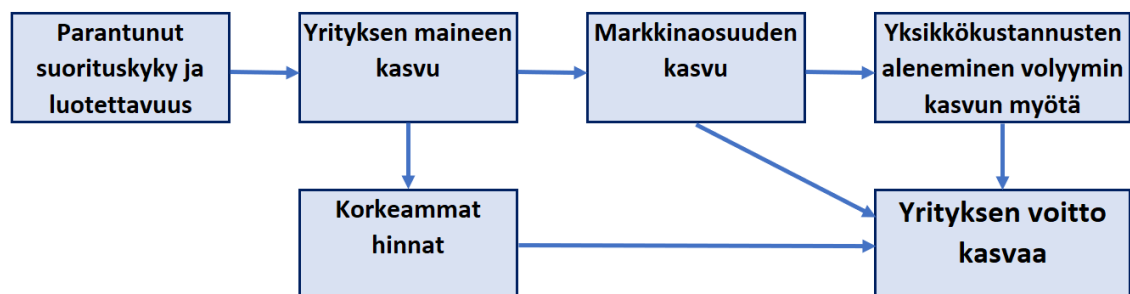 Parantunut
suorituskyky ja
luotettavuus
Yrityksen maineen
kasvu
Markkinaosuuden
kasvu
Yksikkökustannusten
aleneminen volyymin
kasvun myötä
Korkeammat
hinnat
Yrityksen voitto
kasvaa